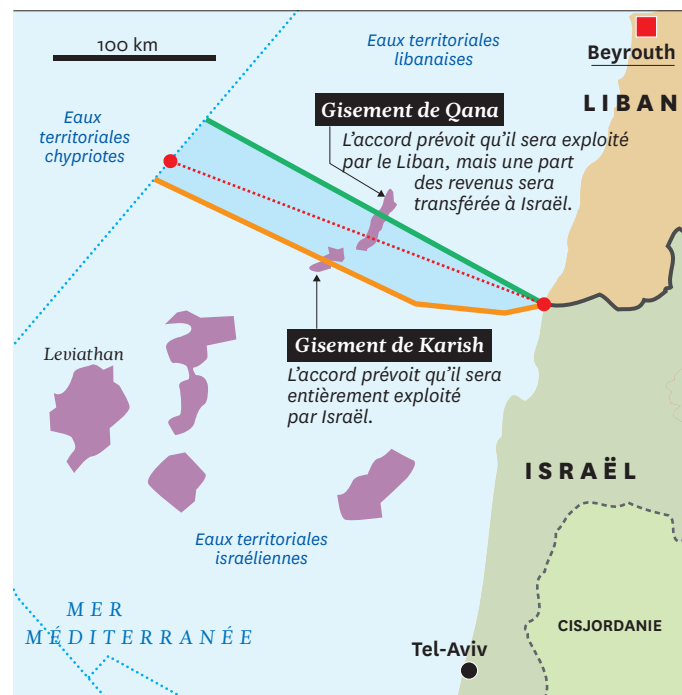 100 km
Eaux territoriales
libanaises
Beyrouth
LIBAN
Eaux
territoriales
chypriotes
Gisement de Qana
L'accord prévoit qu'il sera exploité
par le Liban, mais une part
des revenus sera
transférée à Israël.
Gisement de Karish
L'accord prévoit qu'il sera
entièrement exploité
par Israël.
Leviathan
ISRAËL
Eaux territoriales
israéliennes
MER
MÉDITERRANÉE
CISJORDANIE
Tel-Aviv